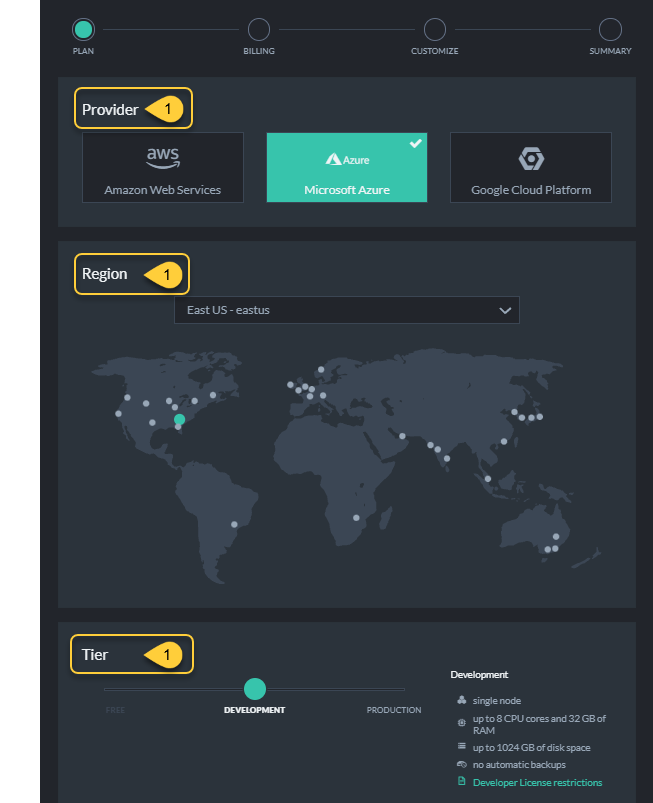 PLAN BILLING CUSTOMIZE SUMMARY
Provider 1
aws Azure
Amazon Web Services Microsoft Azure Google Cloud Platform
Region 1
East US - eastus
Tier 1
Development
FREE DEVELOPMENT PRODUCTION
single node
up to 8 CPU cores and 32 GB of
RAM
up to 1024 GB of disk space
no automatic backups
Developer License restrictions